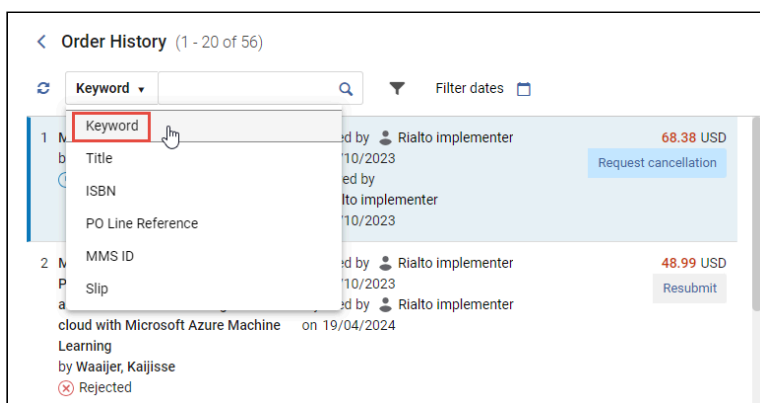 Order History (1 - 20 of 56)
Keyword Filter dates
Keyword
Title
ISBN
PO Line Reference
MMS ID
Slip
1 M ed by Rialto implementer 68.38 USD
b 10/2023 Request cancellation
ed by
lto implementer
10/2023
2 M ed by Rialto implementer 48.99 USD
P 10/2023 Resubmit
a ed by Rialto implementer
cloud with Microsoft Azure Machine on 19/04/2024
Learning
by Waaijer, Kaijisse
Rejected